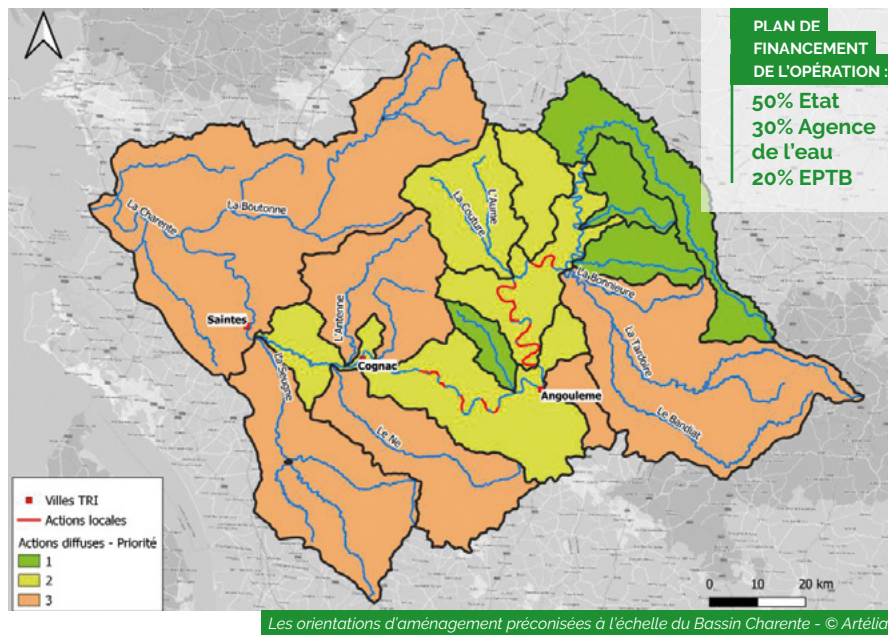 PLAN DE
FINANCEMENT
DE L'OPÉRATION :
50% Etat
30% Agence
de l'eau
20% EPTB
La Couture
L'Aume
La Boutonne
La Charente
La Bonnieure
L'Antenne
Saintes
La Tardoire
Cognac
La Seugne
Angouleme
Le Bandiat
Le Né
Villes TRI
Actions locales
Actions diffuses - Priorité
1
2
3
0 10 20 km
Les orientations d'aménagement préconisées à l'échelle du Bassin Charente - © Artélia